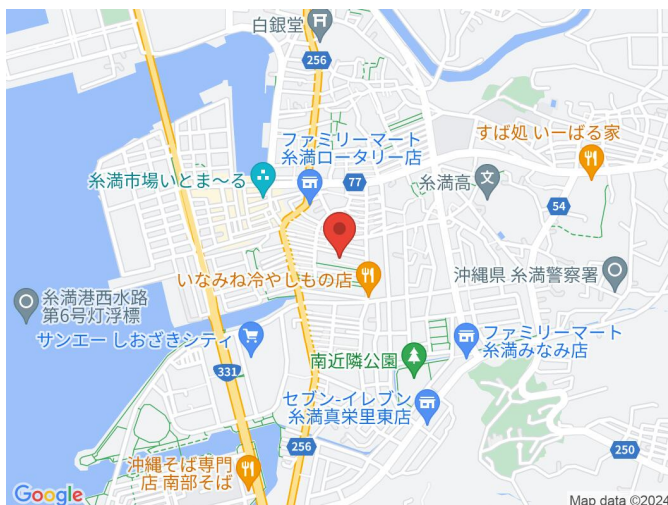 白銀堂
256
ファミリーマート
糸満ロータリー店
すば処 いーばる家
糸満市場いとま～る
77
糸満高
54
いなみね冷やしもの店
沖縄県 糸満警察署
糸満港西水路
第6号灯浮標
サンエー しおざきシティ
ファミリーマート
糸満みなみ店
南近隣公園
331
セブン-イレブン
糸満真栄里東店
256
250
沖縄そば専門
店 南部そば
Google
Map data ©2024